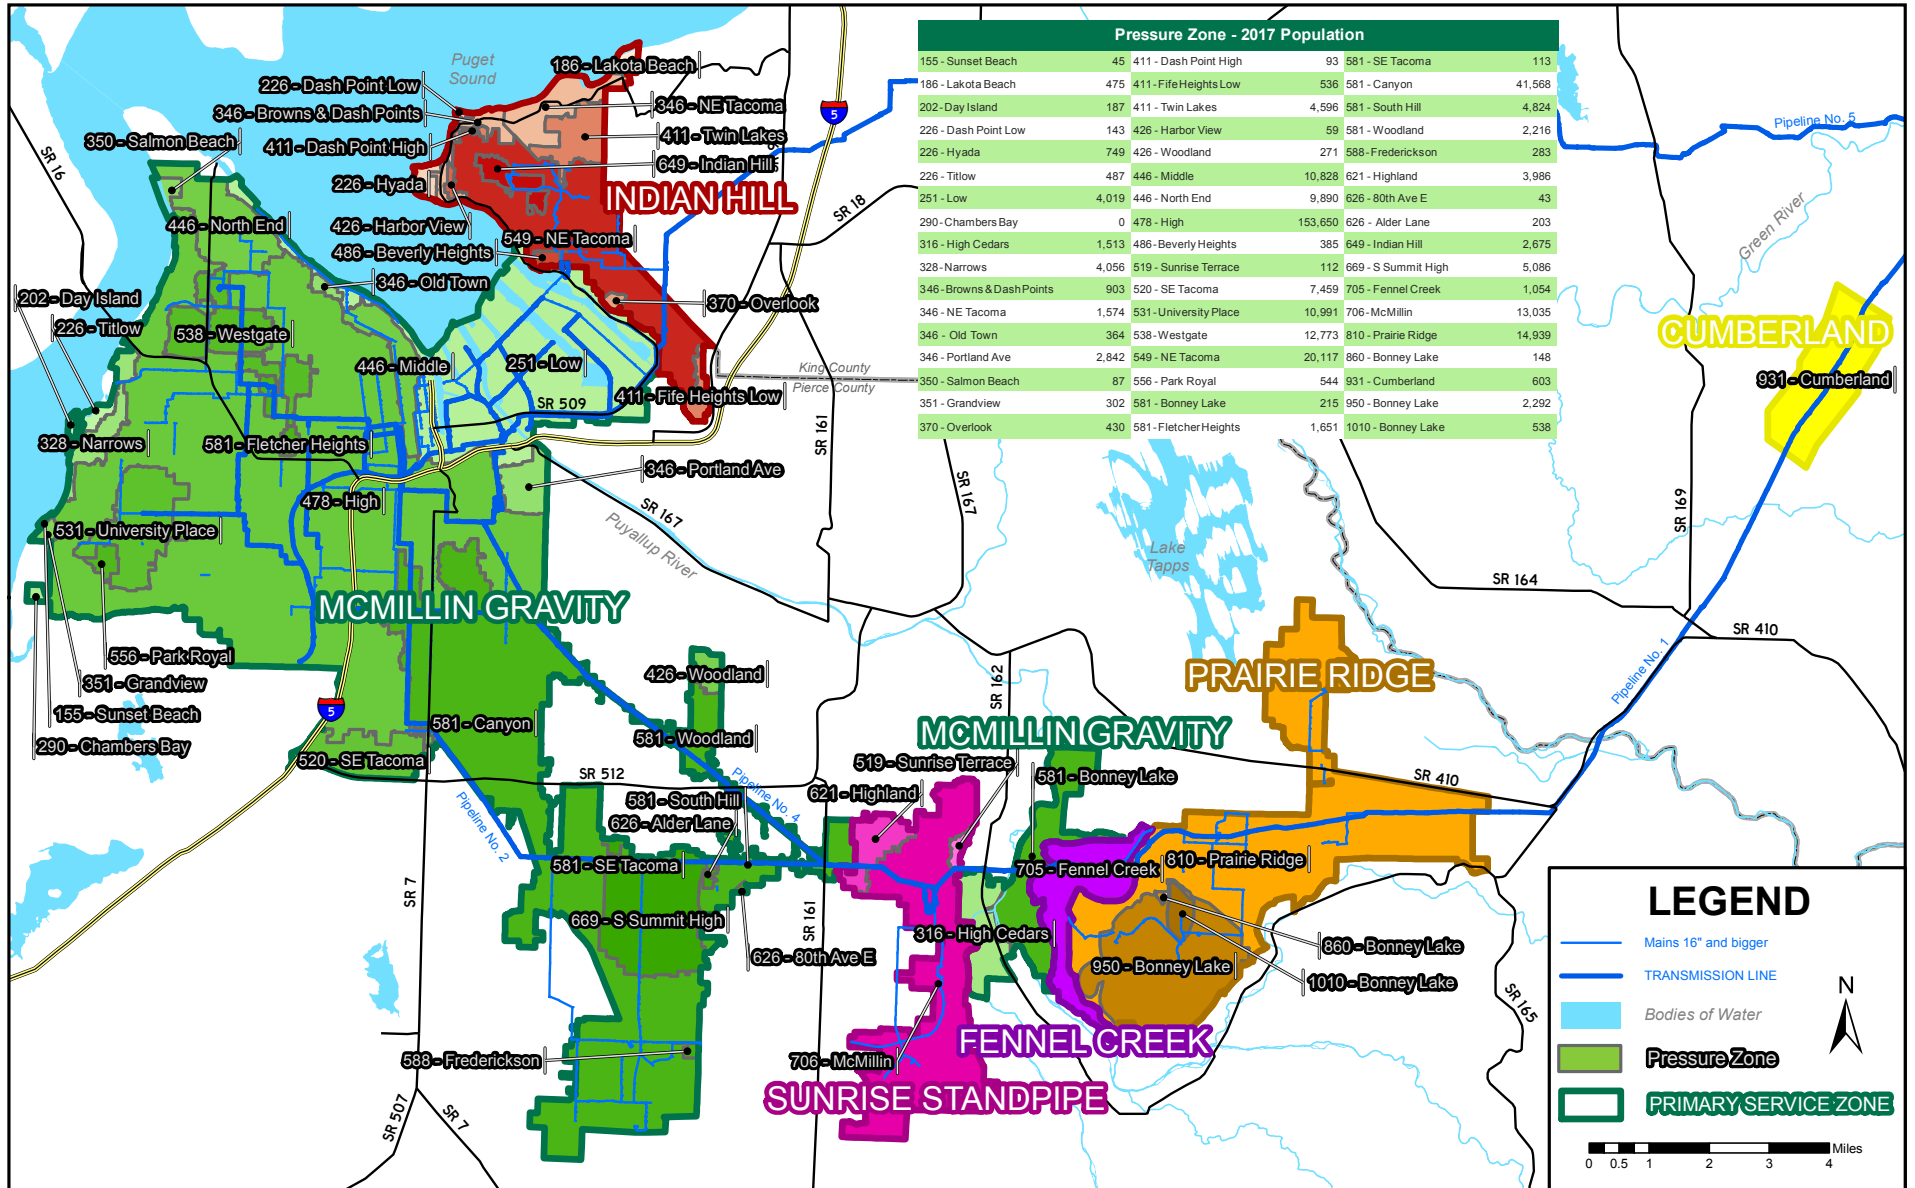 Pressure Zone - 2017 Population
155 - Sunset Beach 45 411 - Dash Point High 93 581 - SE Tacoma 113
186 - Lakota Beach 475 411 - Fife Heights Low 536 581 - Canyon 41,568
202 - Day Island 187 411 - Twin Lakes 4,596 581 - South Hill 4,824
226 - Dash Point Low 143 426 - Harbor View 59 581 - Woodland 2,216
226 - Hyada 749 426 - Woodland 271 588 - Frederickson 283
226 - Titlow 487 446 - Middle 10,828 621 - Highland 3,986
251 - Low 4,019 446 - North End 9,890 626 - 80th Ave E 43
290 - Chambers Bay 0 478 - High 153,650 626 - Alder Lane 203
316 - High Cedars 1,513 486 - Beverly Heights 385 649 - Indian Hill 2,675
328 - Narrows 4,056 519 - Sunrise Terrace 112 669 - S Summit High 5,086
346 - Browns & Dash Points 903 520 - SE Tacoma 7,459 705 - Fennel Creek 1,054
346 - NE Tacoma 1,574 531 - University Place 10,991 706 - McMillin 13,035
346 - Old Town 364 538 - Westgate 12,773 810 - Prairie Ridge 14,939
346 - Portland Ave 2,842 549 - NE Tacoma 20,117 860 - Bonney Lake 148
350 - Salmon Beach 87 556 - Park Royal 544 931 - Cumberland 603
351 - Grandview 302 581 - Bonney Lake 215 950 - Bonney Lake 2,292
370 - Overlook 430 581 - Fletcher Heights 1,651 1010 - Bonney Lake 538
Puget
Sound
186 - Lakota Beach
226 - Dash Point Low
346 - Browns & Dash Points
346 - NE Tacoma
5
Pipeline No. 5
350 - Salmon Beach
411 - Dash Point High
411 - Twin Lakes
SR 16
649 - Indian Hill
226 - Hyada
INDIAN HILL
SR 18
446 - North End
426 - Harbor View
549 - NE Tacoma
Green River
486 - Beverly Heights
346 - Old Town
202 - Day Island
370 - Overlook
226 - Titlow
538 - Westgate
CUMBERLAND
446 - Middle
251 - Low
King County
Pierce County
931 - Cumberland
411 - Fife Heights Low
SR 509
SR 161
328 - Narrows
581 - Fletcher Heights
346 - Portland Ave
478 - High
SR 167
SR 167
SR 169
531 - University Place
Puyallup River
Lake
Tapps
SR 164
MCMILLIN GRAVITY
SR 410
556 - Park Royal
351 - Grandview
426 - Woodland
SR 162
PRAIRIE RIDGE
Pipeline No. 1
155 - Sunset Beach
5
581 - Canyon
581 - Woodland
MCMILLIN GRAVITY
290 - Chambers Bay
520 - SE Tacoma
SR 512
Pipeline No. 4
519 - Sunrise Terrace
581 - Bonney Lake
SR 410
581 - South Hill
621 - Highland
626 - Alder Lane
Pipeline No. 2
581 - SE Tacoma
705 - Fennel Creek
810 - Prairie Ridge
SR 7
669 - S Summit High
SR 161
316 - High Cedars
626 - 80th Ave E
860 - Bonney Lake
950 - Bonney Lake
1010 - Bonney Lake
SR 165
FENNEL CREEK
588 - Frederickson
706 - McMillin
SUNRISE STANDPIPE
SR 507
SR 7
LEGEND
Mains 16" and bigger
TRANSMISSION LINE
N
Bodies of Water
Pressure Zone
PRIMARY SERVICE ZONE
Miles
0 0.5 1 2 3 4